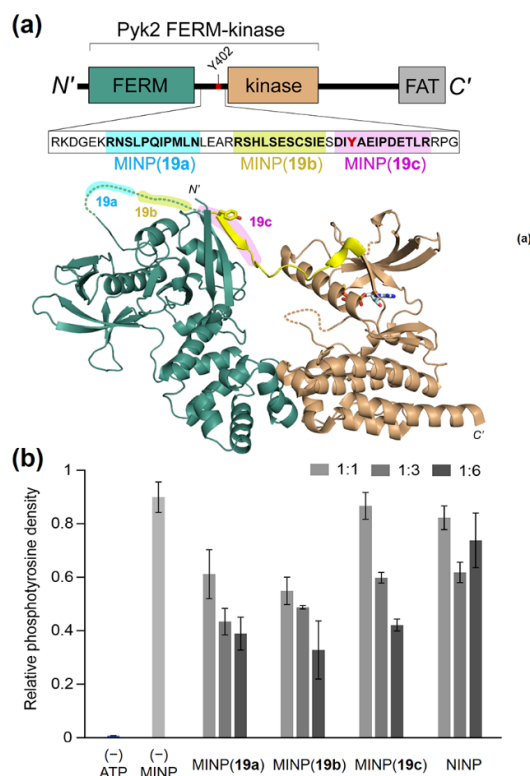 (a)
Pyk2 FERM-kinase
Y402
N' FERM kinase FAT C'
RKDGEKRNSLPQIPMLNLEARRSHLSESCSIESDIYAEIPDETLRRPG
MINP(19a) MINP(19b) MINP(19c)
19a 19b N' 19c
(a)
C'
(b)
1:1 1:3 1:6
Relative phosphotyrosine density
1
0.8
0.6
0.4
0.2
0
(−) (−) MINP(19a) MINP(19b) MINP(19c) NINP
ATP MINP